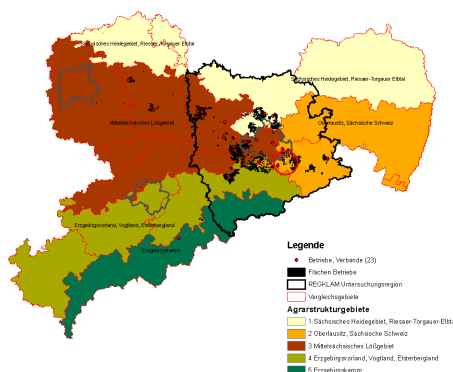 Sächsisches Heidegebiet, Riesaer-Torgauer Elbtal
Sächsisches Heidegebiet, Riesaer-Torgauer Elbtal
Mittelsächsisches Lößgebiet
Oberlausitz, Sächsische Schweiz
Erzgebirgsvorland, Vogtland, Elsterbergland
Erzgebirgskamm
Legende
Betriebe, Verbände (23)
Flächen Betriebe
REGKLAM Untersuchungsregion
Vergleichsgebiete
Agrarstrukturgebiete
1 Sächsisches Heidegebiet, Riesaer-Torgauer-Elbta
2 Oberlausitz, Sächsische Schweiz
3 Mittelsächsisches Lößgebiet
4 Erzgebirgsvorland, Vogtland, Elsterbergland
5 Erzgebirgskamm